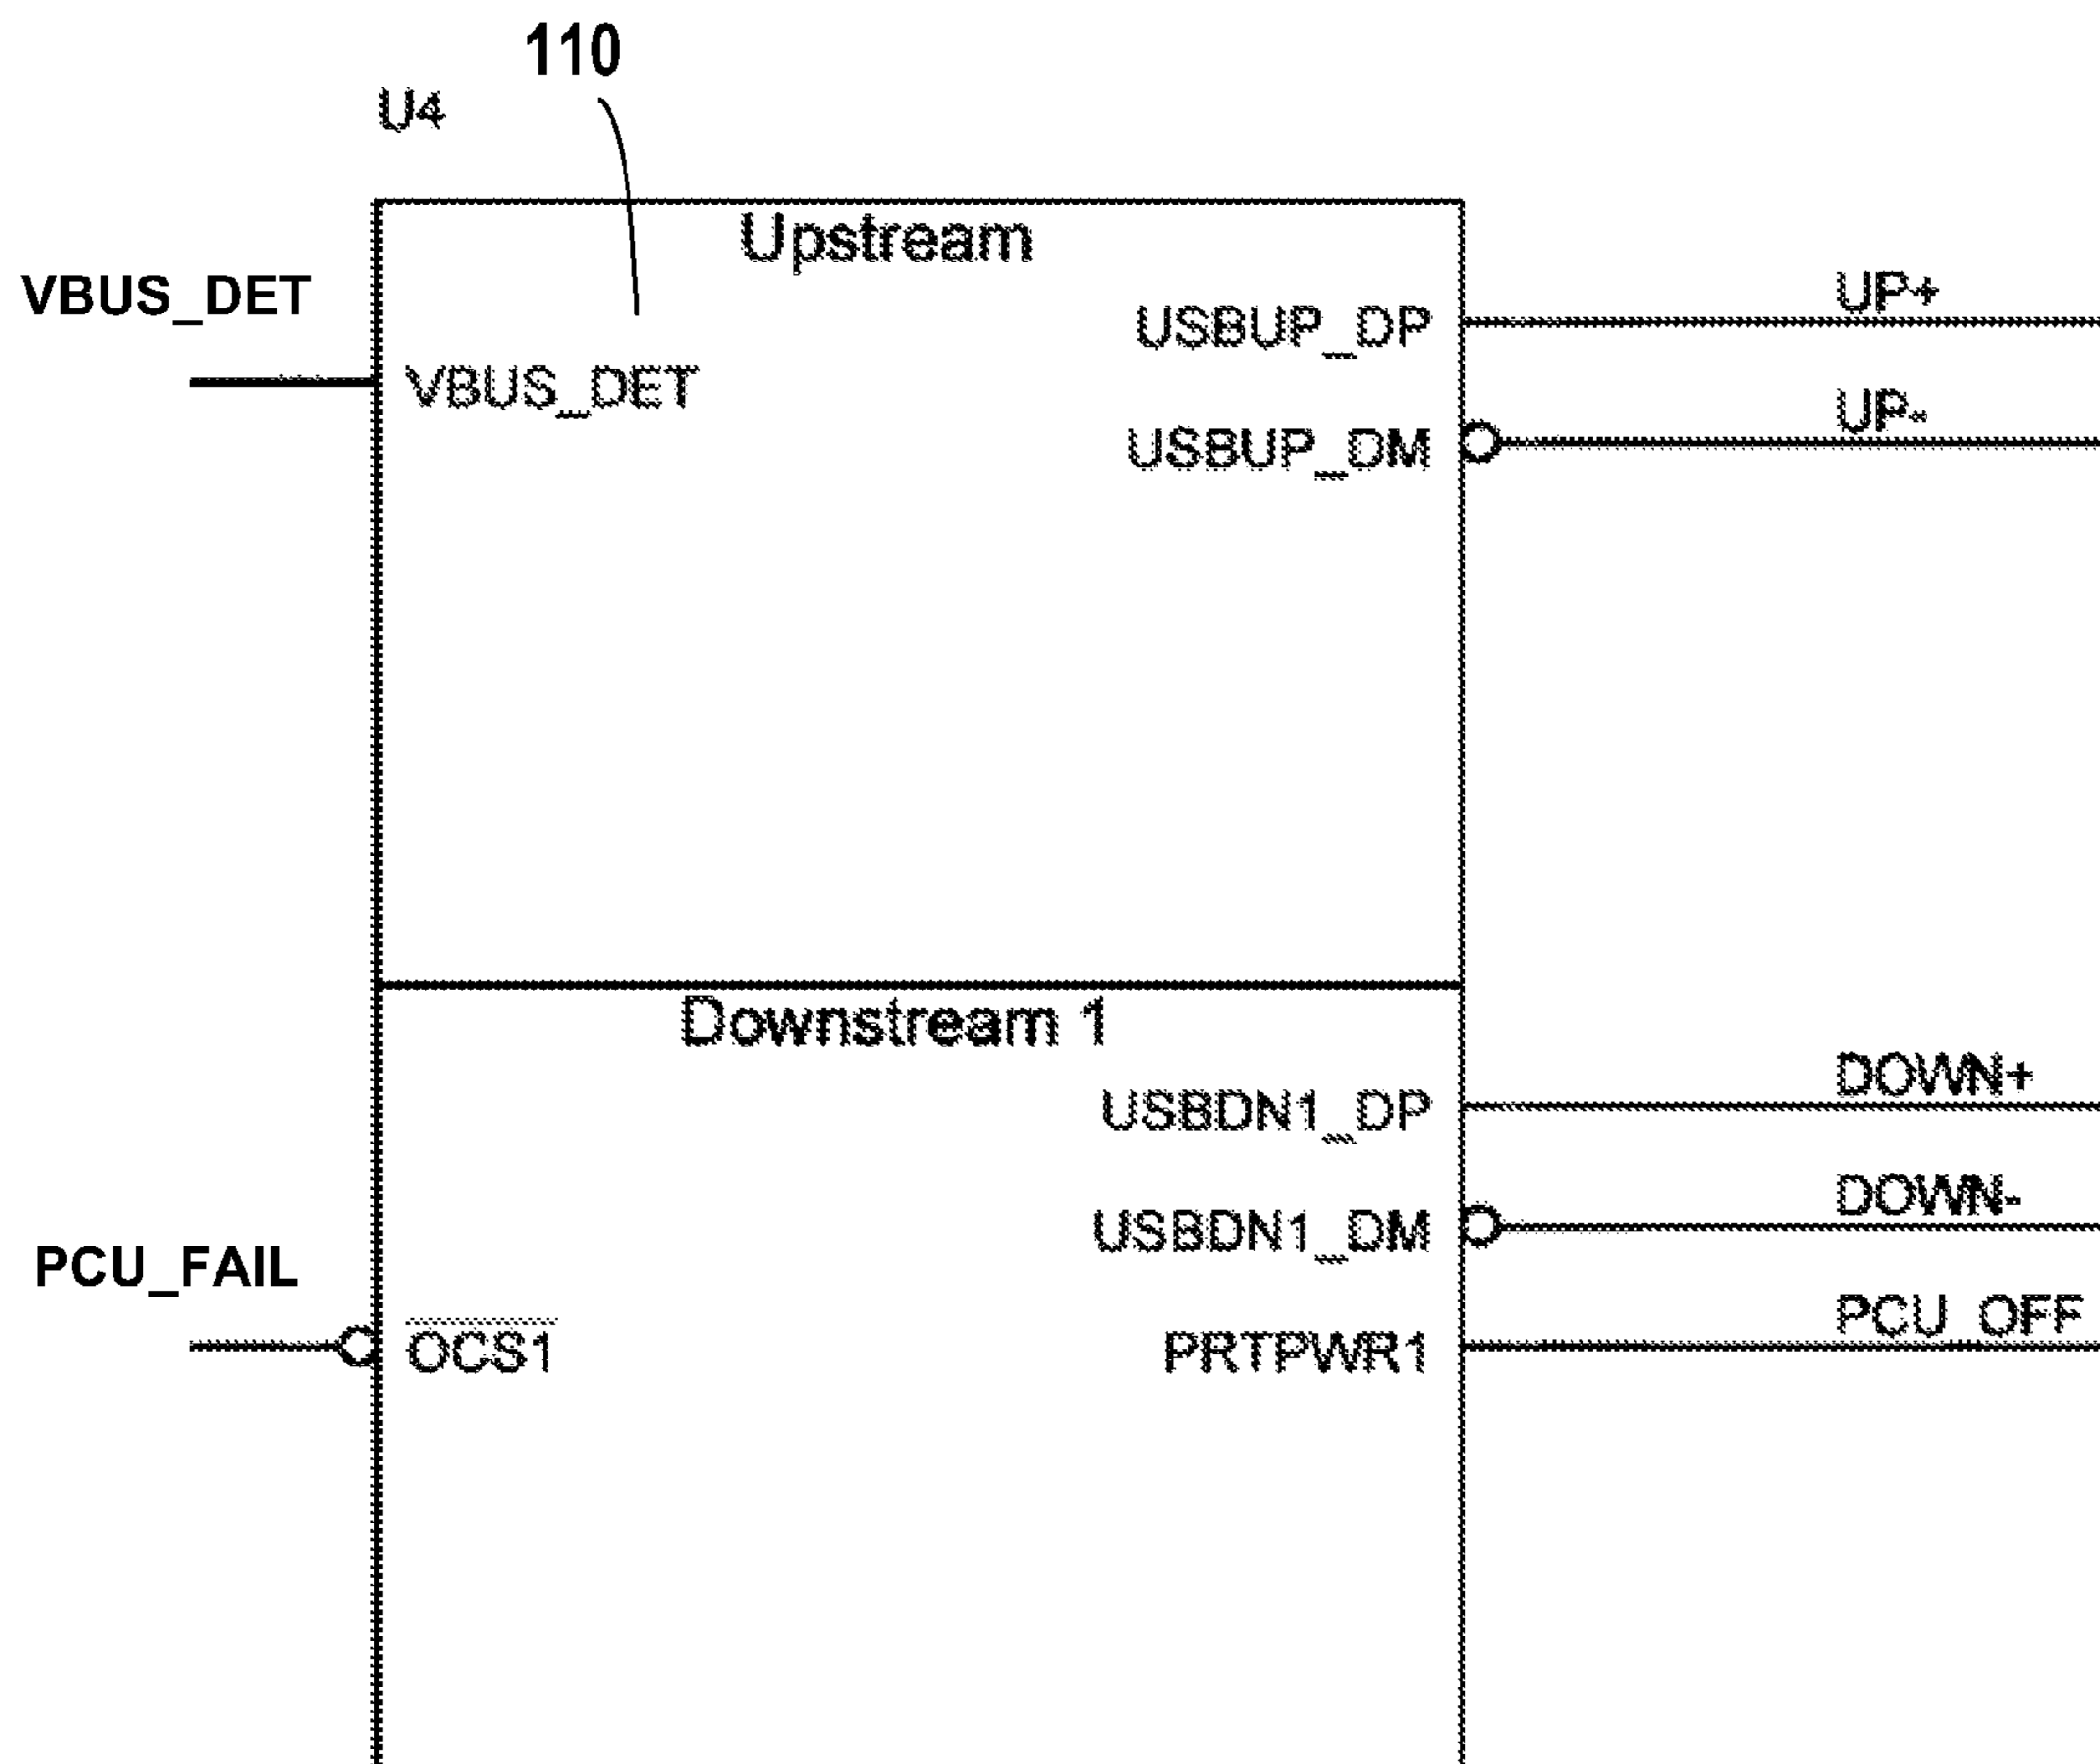 110
U4
Upstream
VBUS_DET
USBUP_DP
UP+
VBUS_DET
USBUP_DM
UP-
Downstream 1
USBDN1_DP
DOWN+
USBDN1_DM
DOWN-
PCU_FAIL
OCS1
PRTPWR1
PCU_OFF